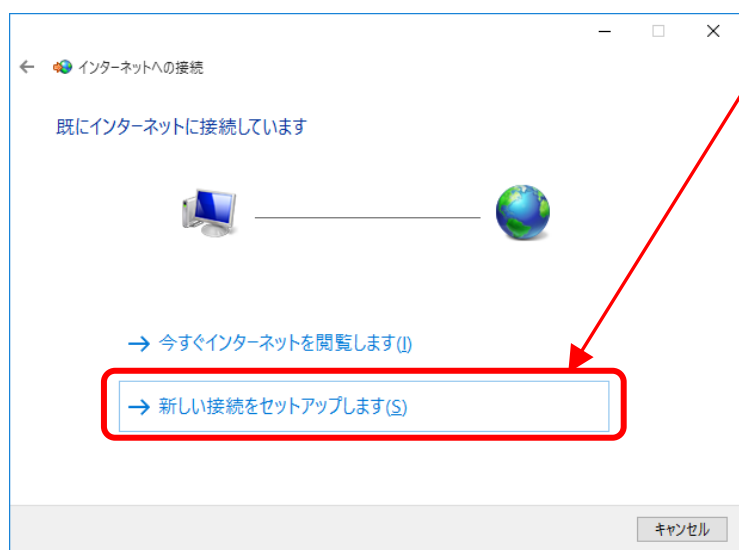 インターネットへの接続
既にインターネットに接続しています
→ 今すぐインターネットを閲覧します(I)
→ 新しい接続をセットアップします(S)
キャンセル